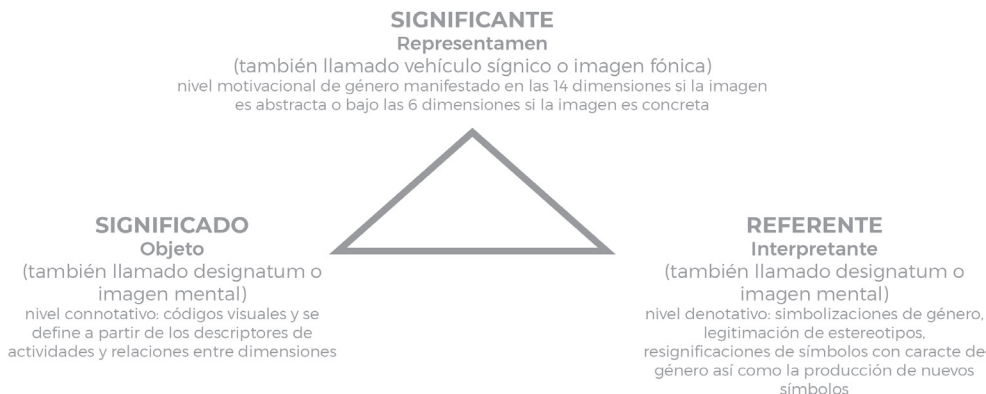 SIGNIFICANTE
Representamen
(también llamado vehículo sígnico o imagen fónica)
nivel motivacional de género manifestado en las 14 dimensiones si la imagen
es abstracta o bajo las 6 dimensiones si la imagen es concreta
SIGNIFICADO
Objeto
(también llamado designatum o
imagen mental)
nivel connotativo: códigos visuales y se
define a partir de los descriptores de
actividades y relaciones entre dimensiones
REFERENTE
Interpretante
(también llamado designatum o
imagen mental)
nivel denotativo: simbolizaciones de género,
legitimación de estereotipos,
resignificaciones de símbolos con caracte de
género así como la producción de nuevos
símbolos